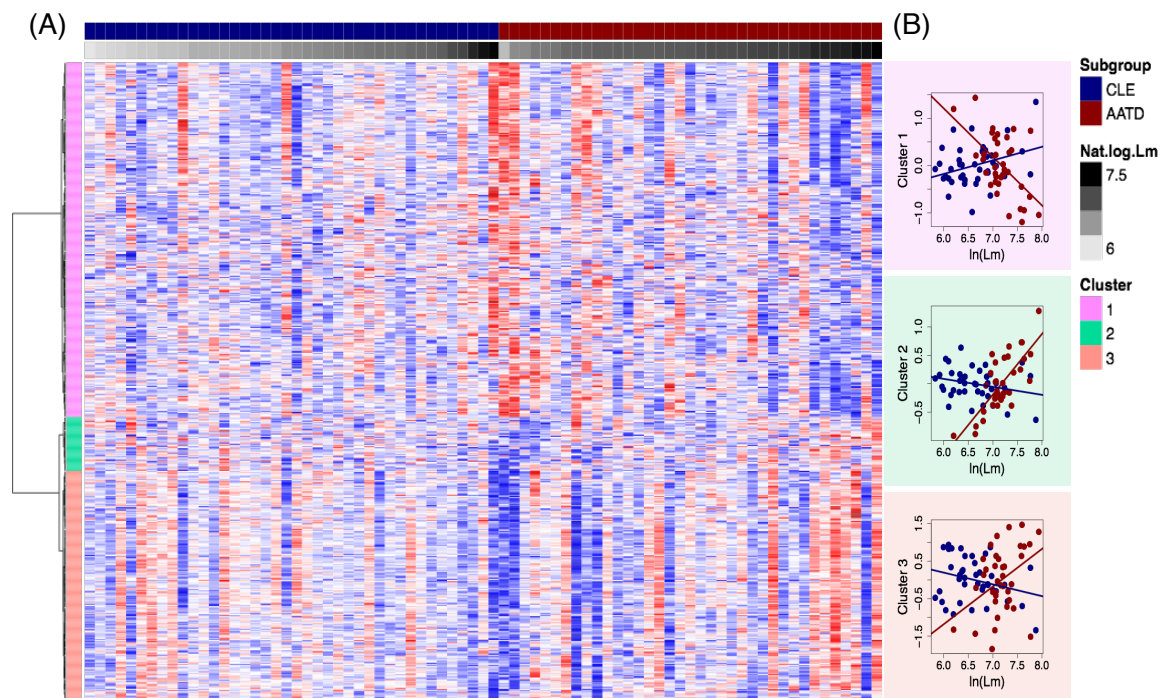 (A)
(B)
Subgroup
CLE
AATD
Nat.log.Lm
7.5
6
Cluster
1
2
3
Cluster 1
1.0
0.0
−1.0
6.0 6.5 7.0 7.5 8.0
ln(Lm)
Cluster 2
1.0
0.5
−0.5
6.0 6.5 7.0 7.5 8.0
ln(Lm)
Cluster 3
1.5
0.5
−0.5
−1.5
6.0 6.5 7.0 7.5 8.0
ln(Lm)